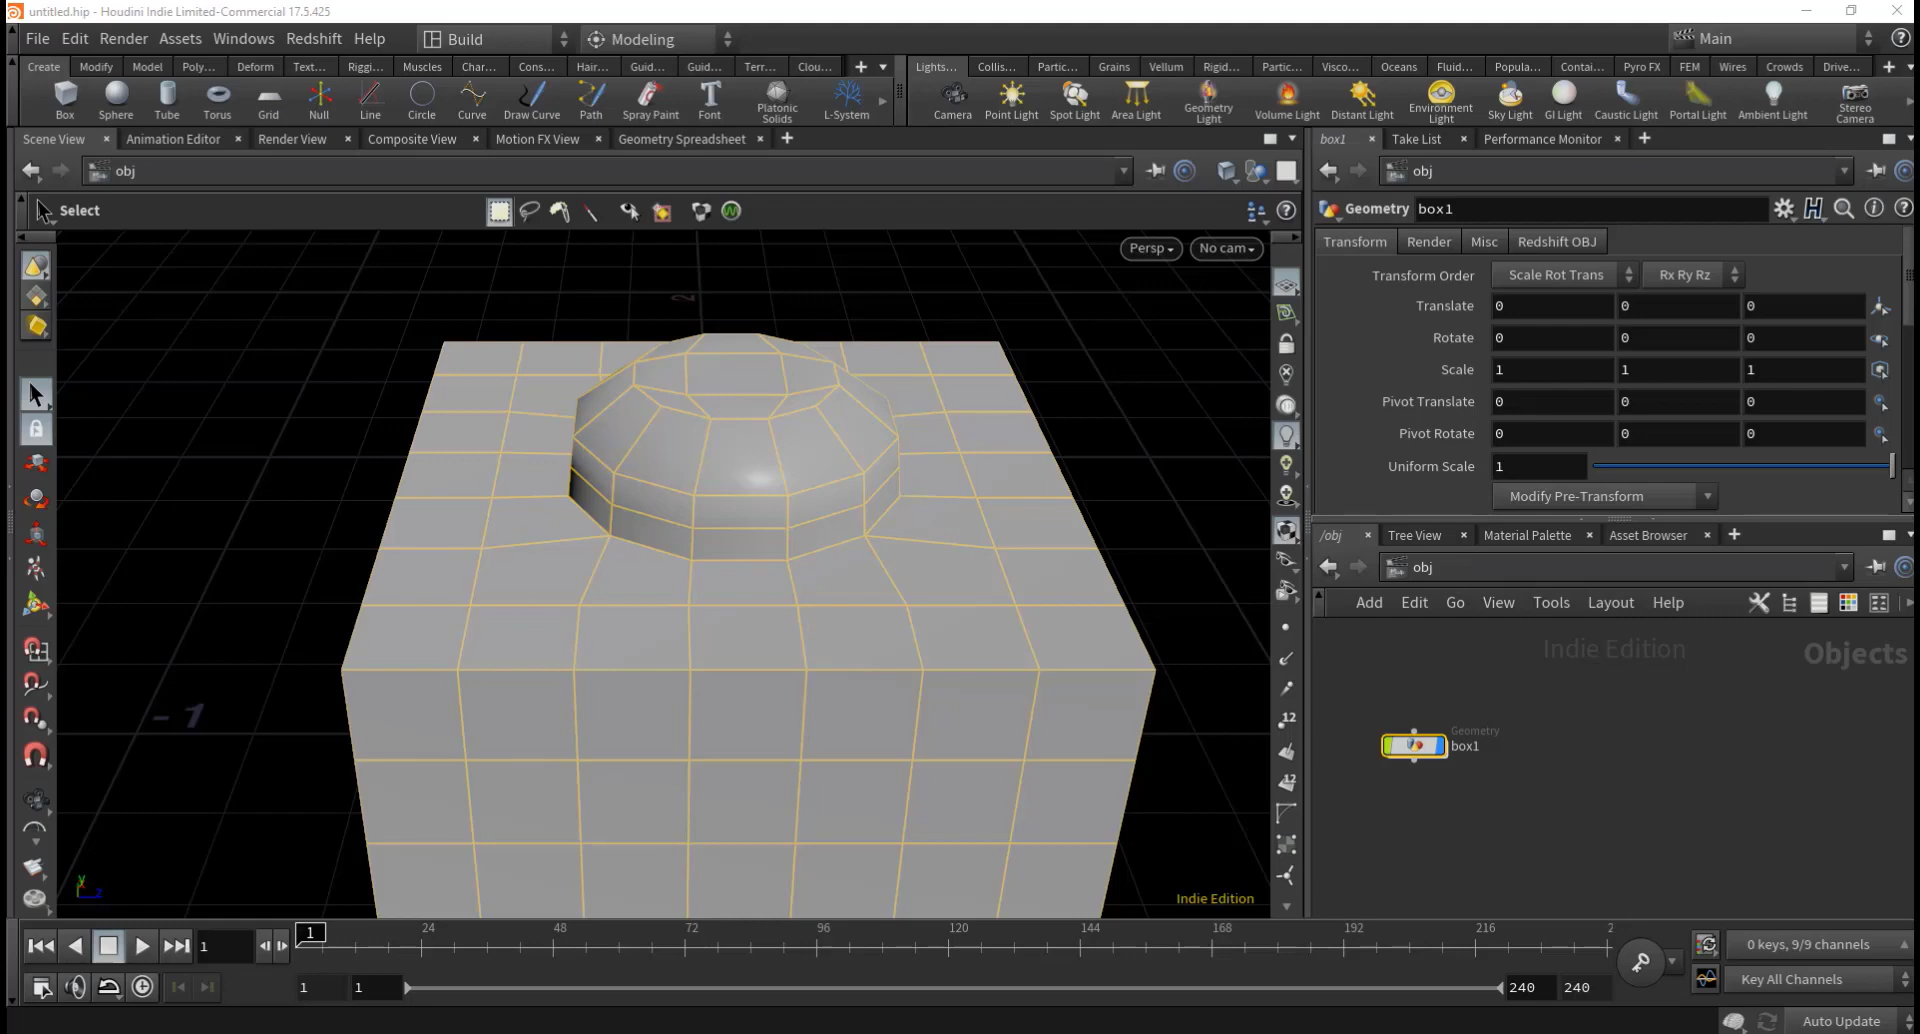 untitled.hip - Houdini Indie Limited-Commercial 17.5.425
File Edit Render Assets Windows Redshift Help Build Modeling Main
Create Modify Model Poly... Deform Text... Riggi... Muscles Char... Cons... Hair... Guid... Guid... Terr... Clou...
Lights... Collis... Partic... Grains Vellum Rigid... Partic... Visco... Oceans Fluid... Popula... Contai... Pyro FX FEM Wires Crowds Drive...
Box Sphere Tube Torus Grid Null Line Circle Curve Draw Curve Path Spray Paint Font Platonic Solids L-System
Camera Point Light Spot Light Area Light Geometry Light Volume Light Distant Light Environment Light Sky Light GI Light Caustic Light Portal Light Ambient Light Stereo Camera
Scene View Animation Editor Render View Composite View Motion FX View Geometry Spreadsheet
box1 Take List Performance Monitor
obj
obj
Select
Geometry box1
Persp No cam
Transform Render Misc Redshift OBJ
Transform Order Scale Rot Trans Rx Ry Rz
Translate 0 0 0
Rotate 0 0 0
Scale 1 1 1
Pivot Translate 0 0 0
Pivot Rotate 0 0 0
Uniform Scale 1
Modify Pre-Transform
2
-1
12
12
Indie Edition
/obj Tree View Material Palette Asset Browser
obj
Add Edit Go View Tools Layout Help
Indie Edition
Objects
Geometry
box1
y
z
1
1
24 48 72 96 120 144 168 192 216 2
0 keys, 9/9 channels
1 1 240 240
Key All Channels
Auto Update